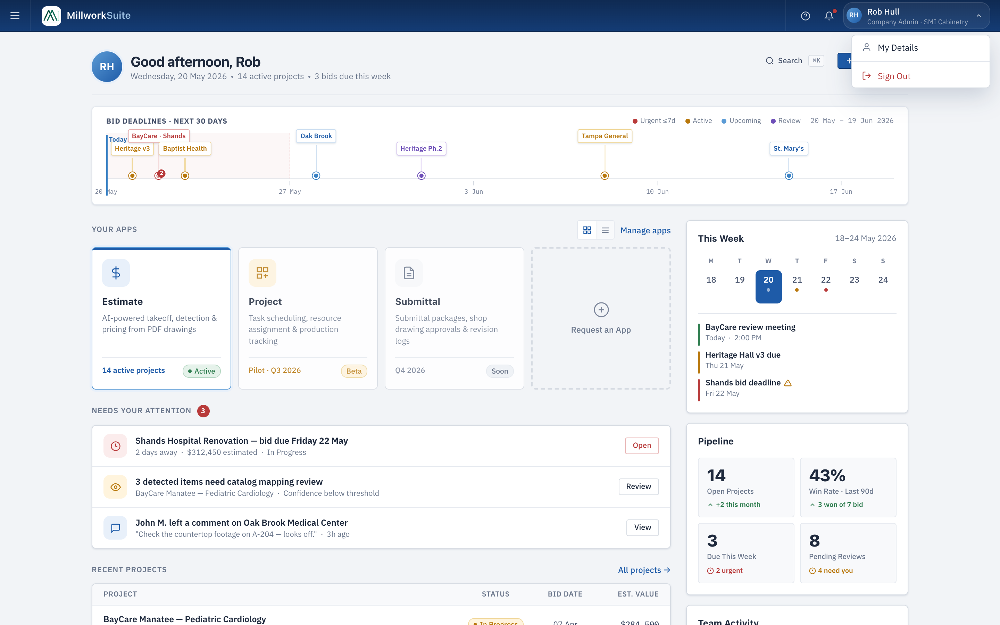 MillworkSuite
RH
Rob Hull
Company Admin · SMI Cabinetry
My Details
Sign Out
RH
Good afternoon, Rob
Wednesday, 20 May 2026 • 14 active projects • 3 bids due this week
Search ⌘K
+
BID DEADLINES · NEXT 30 DAYS
Urgent ≤7d Active Upcoming Review 20 May – 19 Jun 2026
Today
BayCare · Shands
Oak Brook
Tampa General
Heritage v3
Baptist Health
Heritage Ph.2
St. Mary's
2
20 May 27 May 3 Jun 10 Jun 17 Jun
YOUR APPS
Manage apps
Estimate
AI-powered takeoff, detection &
pricing from PDF drawings
14 active projects
Active
Project
Task scheduling, resource
assignment & production
tracking
Pilot · Q3 2026
Beta
Submittal
Submittal packages, shop
drawing approvals & revision
logs
Q4 2026
Soon
Request an App
This Week 18–24 May 2026
M T W T F S S
18 19 20 21 22 23 24
BayCare review meeting
Today · 2:00 PM
Heritage Hall v3 due
Thu 21 May
Shands bid deadline
Fri 22 May
NEEDS YOUR ATTENTION 3
Shands Hospital Renovation — bid due Friday 22 May
2 days away · $312,450 estimated · In Progress
Open
3 detected items need catalog mapping review
BayCare Manatee — Pediatric Cardiology · Confidence below threshold
Review
John M. left a comment on Oak Brook Medical Center
"Check the countertop footage on A-204 — looks off." · 3h ago
View
Pipeline
14
Open Projects
+2 this month
43%
Win Rate · Last 90d
3 won of 7 bid
3
Due This Week
2 urgent
8
Pending Reviews
4 need you
RECENT PROJECTS
All projects →
PROJECT STATUS BID DATE EST. VALUE
BayCare Manatee — Pediatric Cardiology
In Progress 07 Apr $284,500
Team Activity